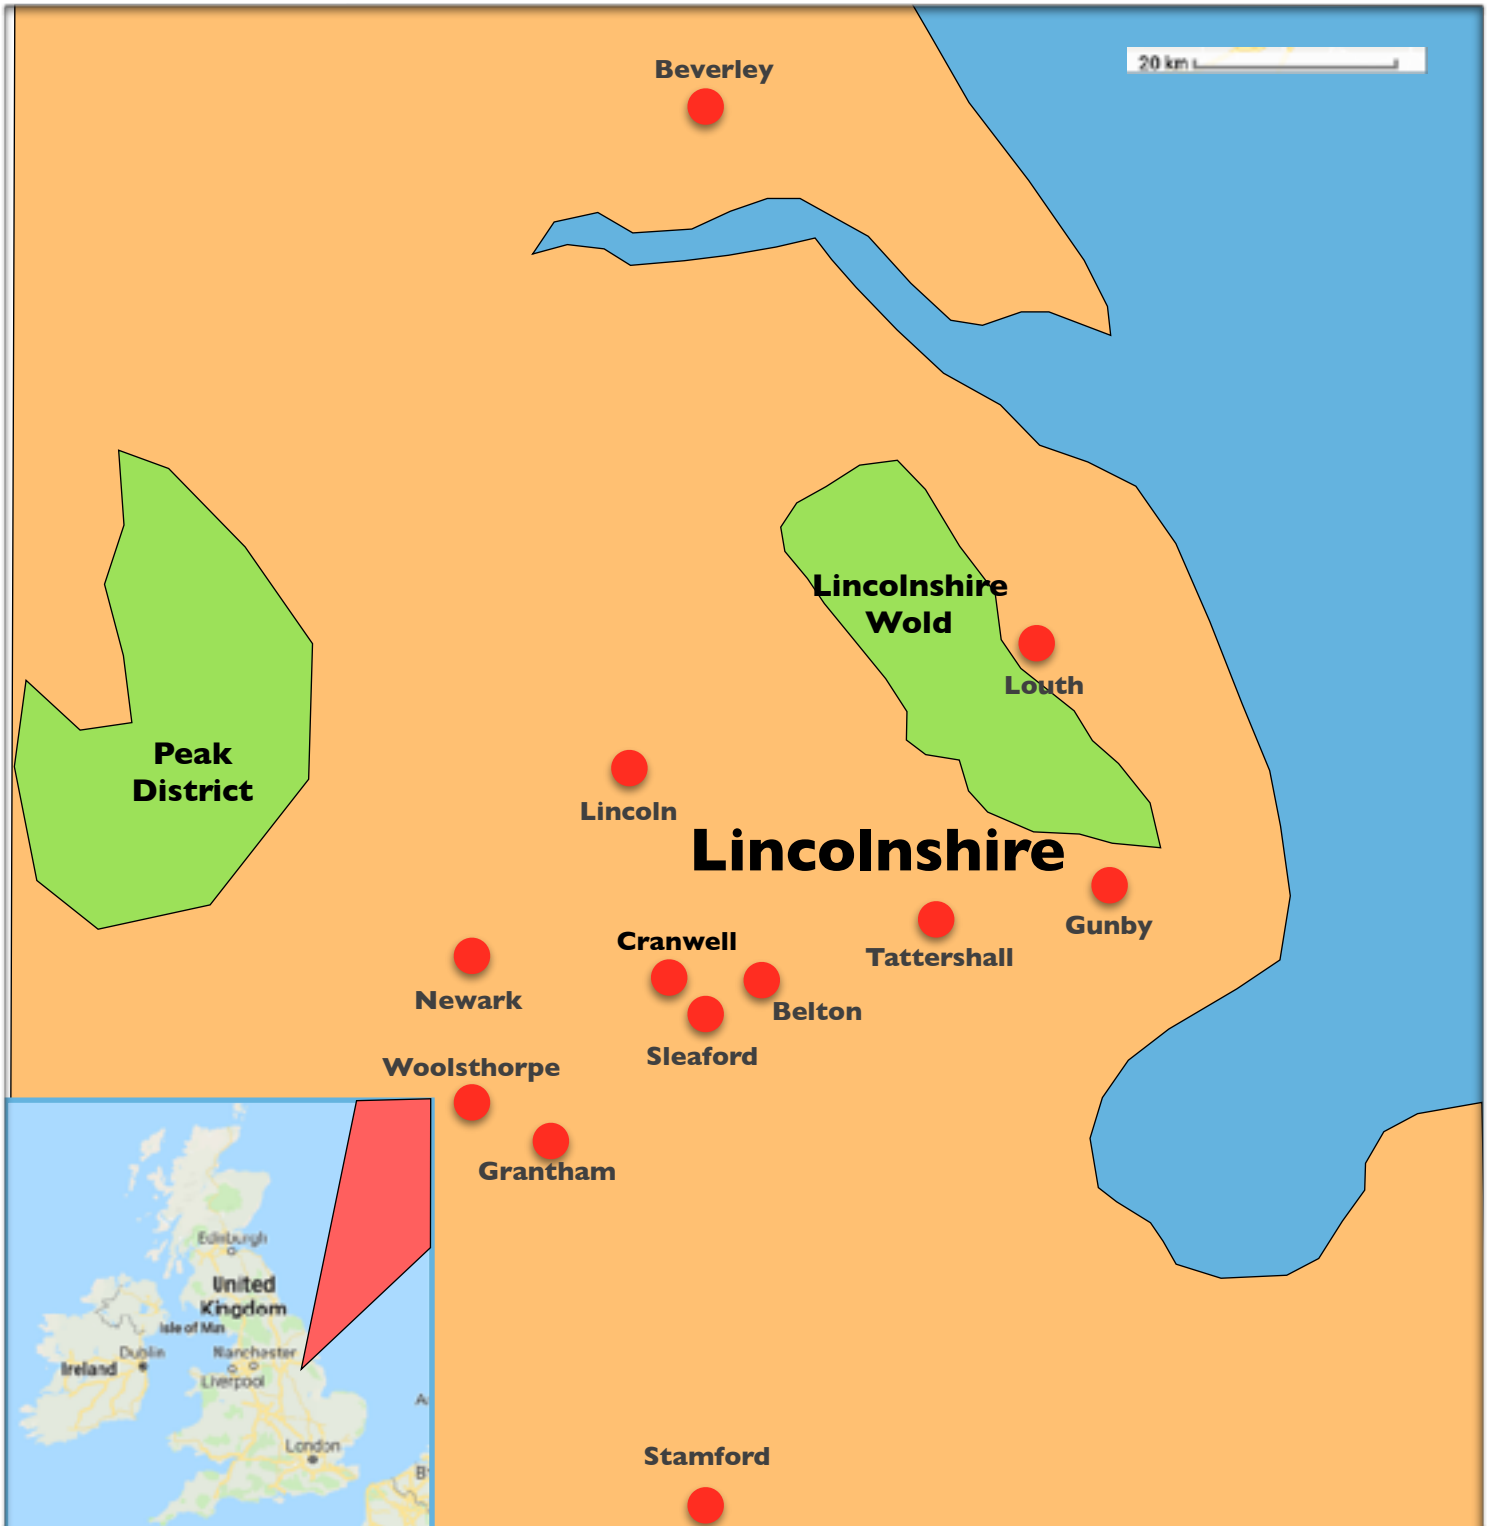 Beverley
20 km
Lincolnshire
Wold
Louth
Peak
District
Lincoln
Lincolnshire
Gunby
Tattershall
Cranwell
Newark
Belton
Sleaford
Woolsthorpe
Grantham
Edinburgh
United
Kingdom
Isle of Man
Dublin
Manchester
Ireland
Liverpool
London
Stamford